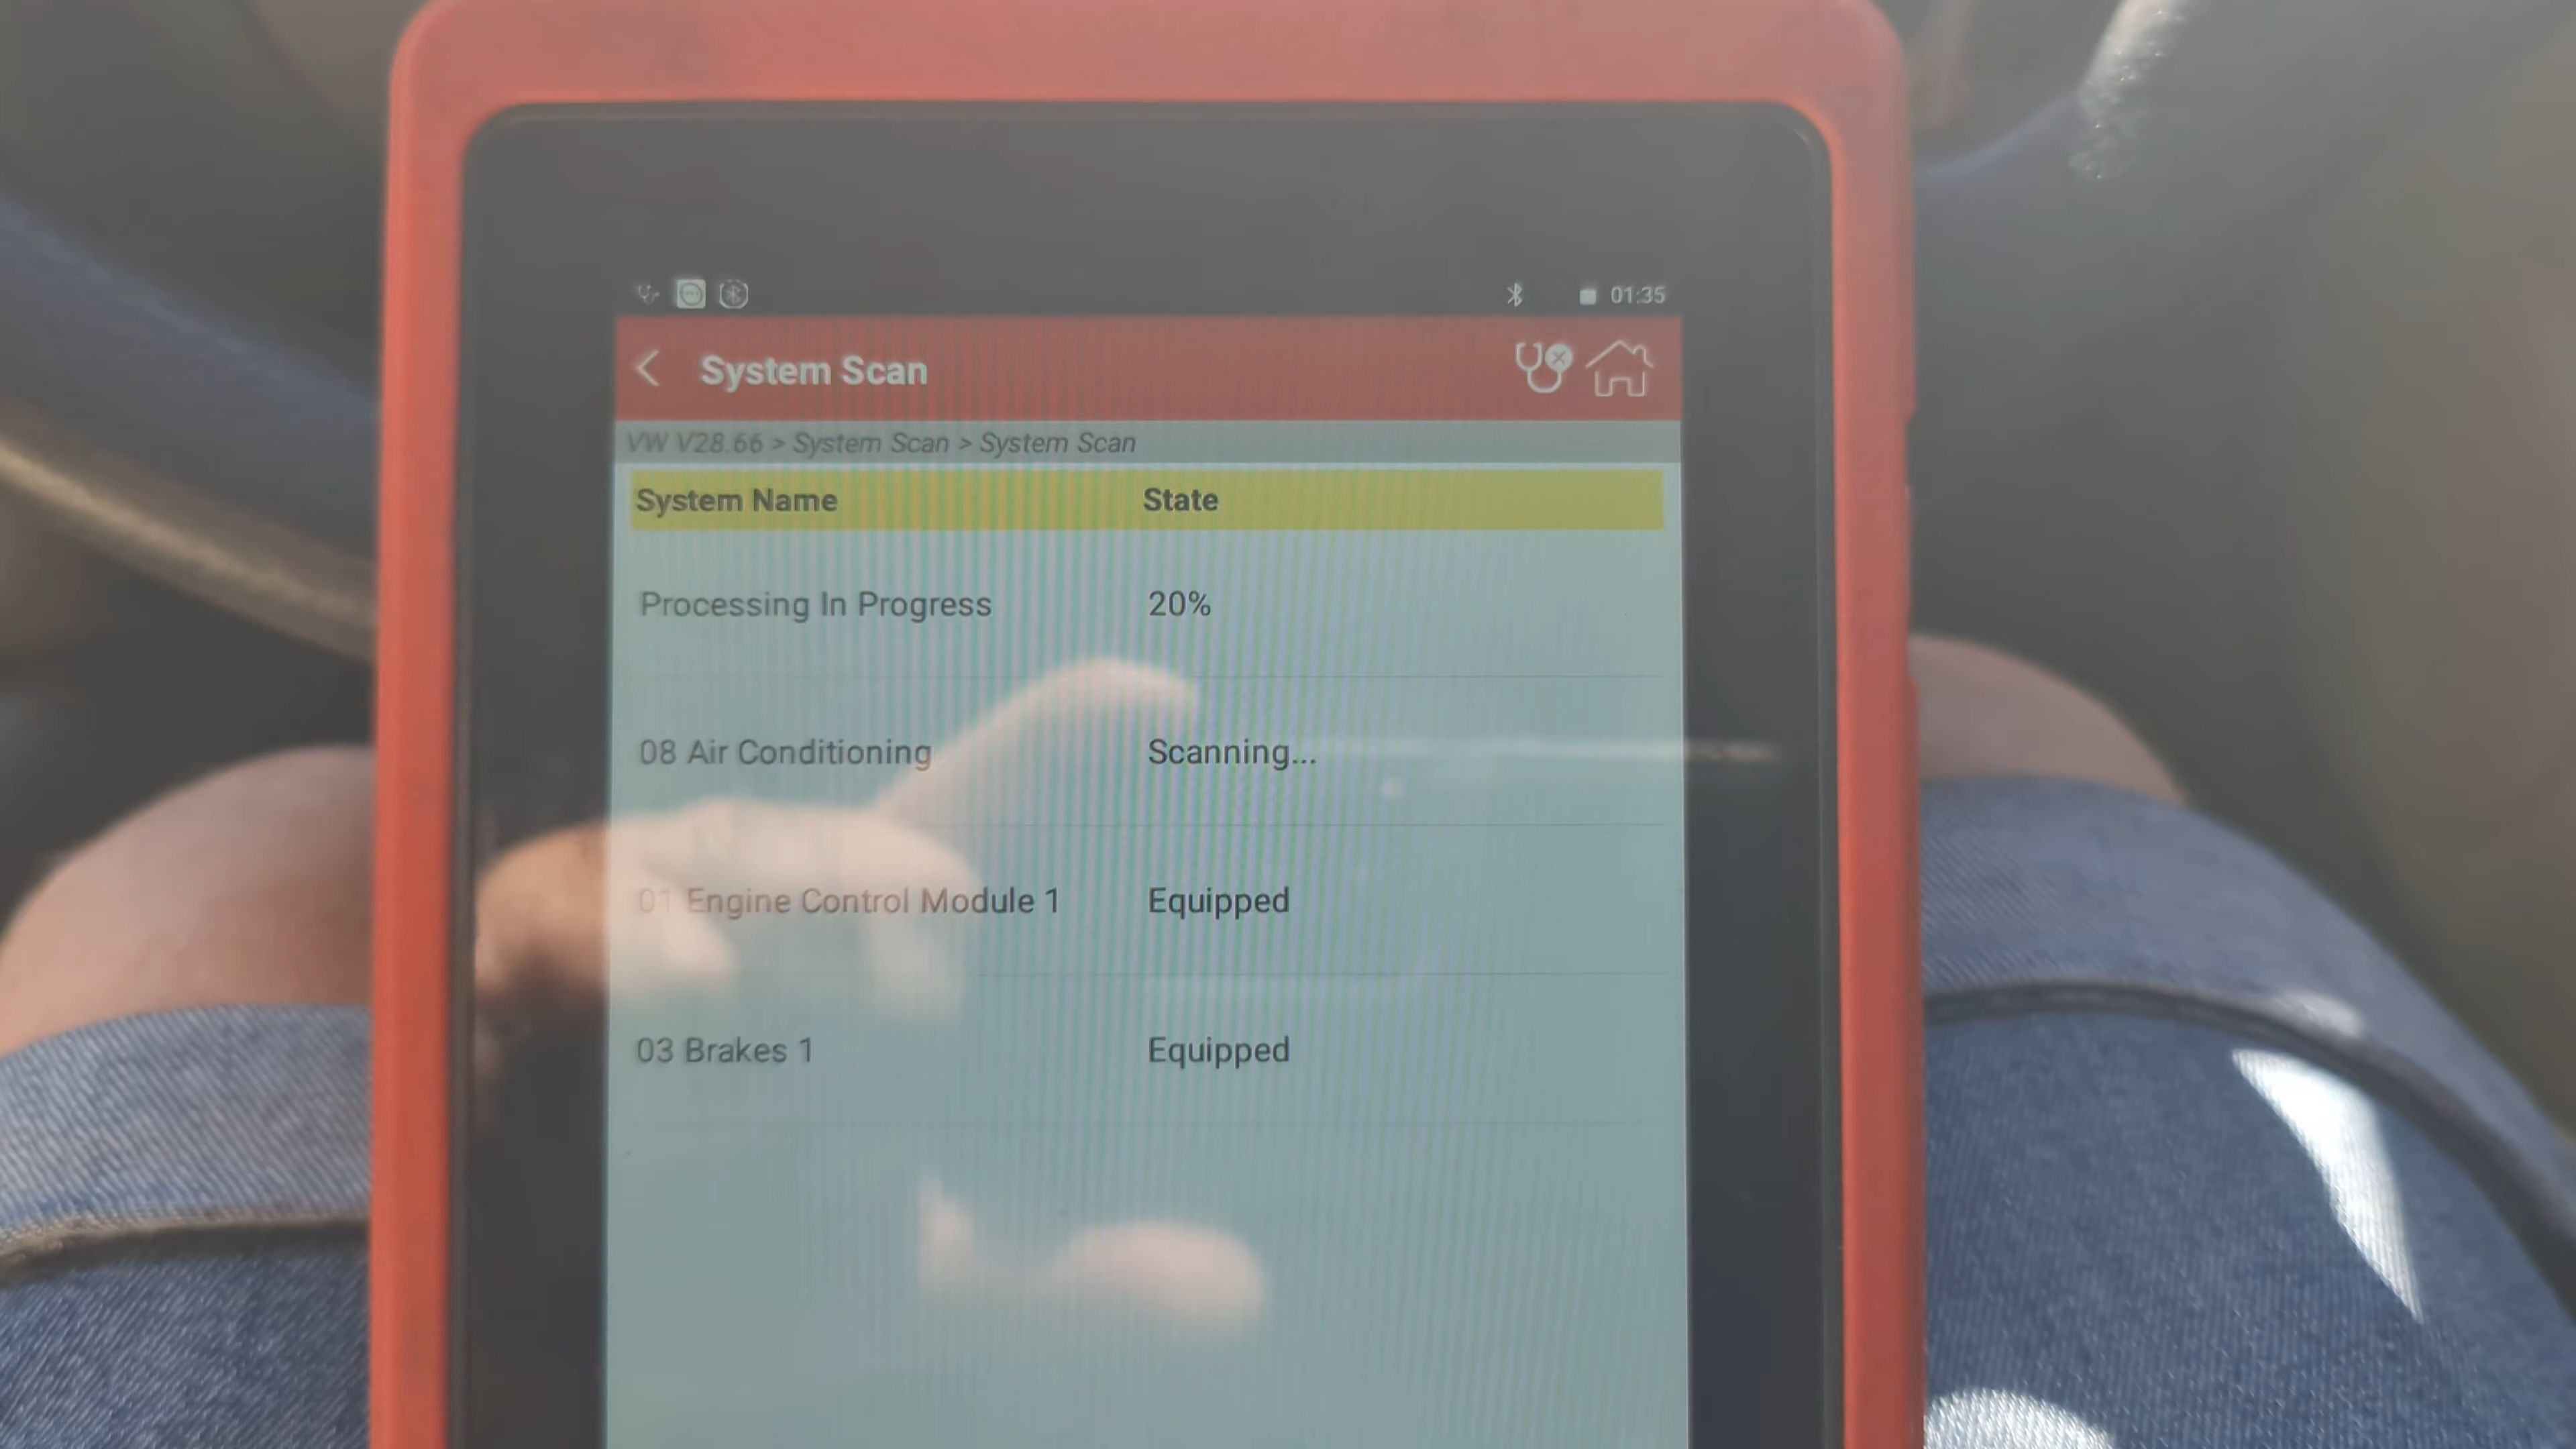 01:35
System Scan
VW V28.66 > System Scan > System Scan
System Name State
Processing In Progress 20%
08 Air Conditioning Scanning...
01 Engine Control Module 1 Equipped
03 Brakes 1 Equipped